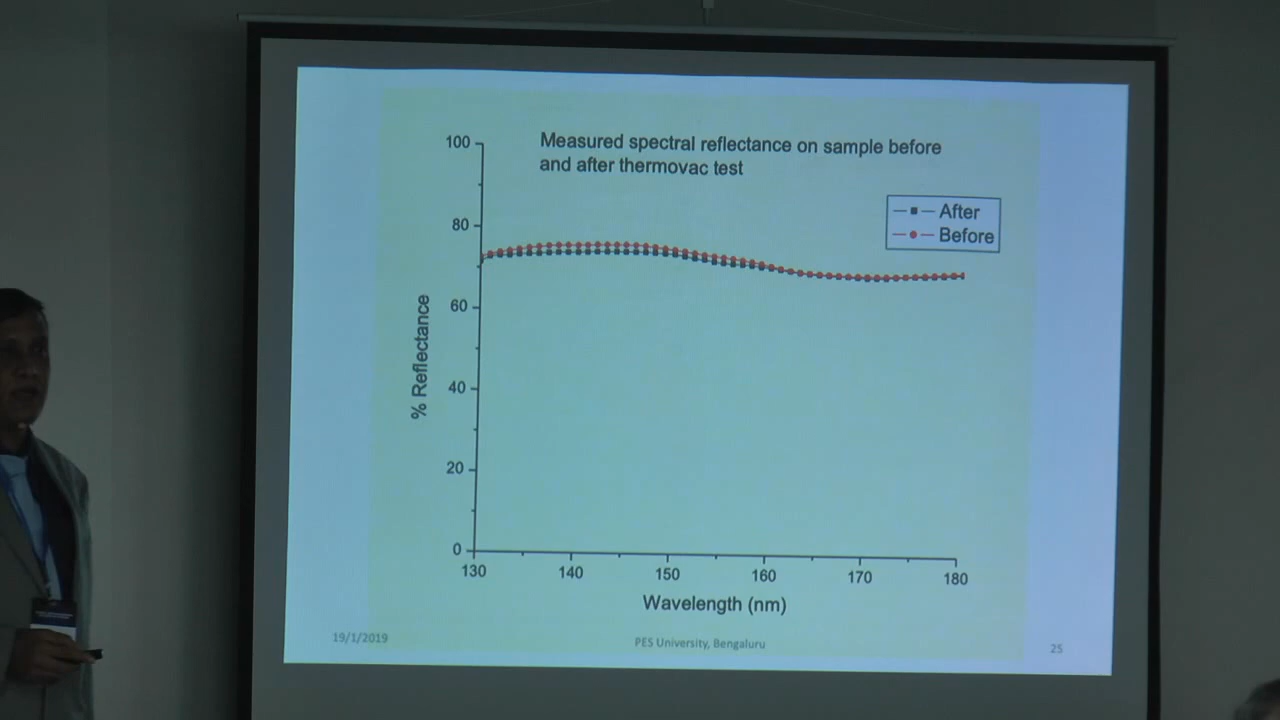 Measured spectral reflectance on sample before
and after thermovac test
After
Before
100
80
60
40
20
0
% Reflectance
130 140 150 160 170 180
Wavelength (nm)
19/1/2019
PES University, Bengaluru
25